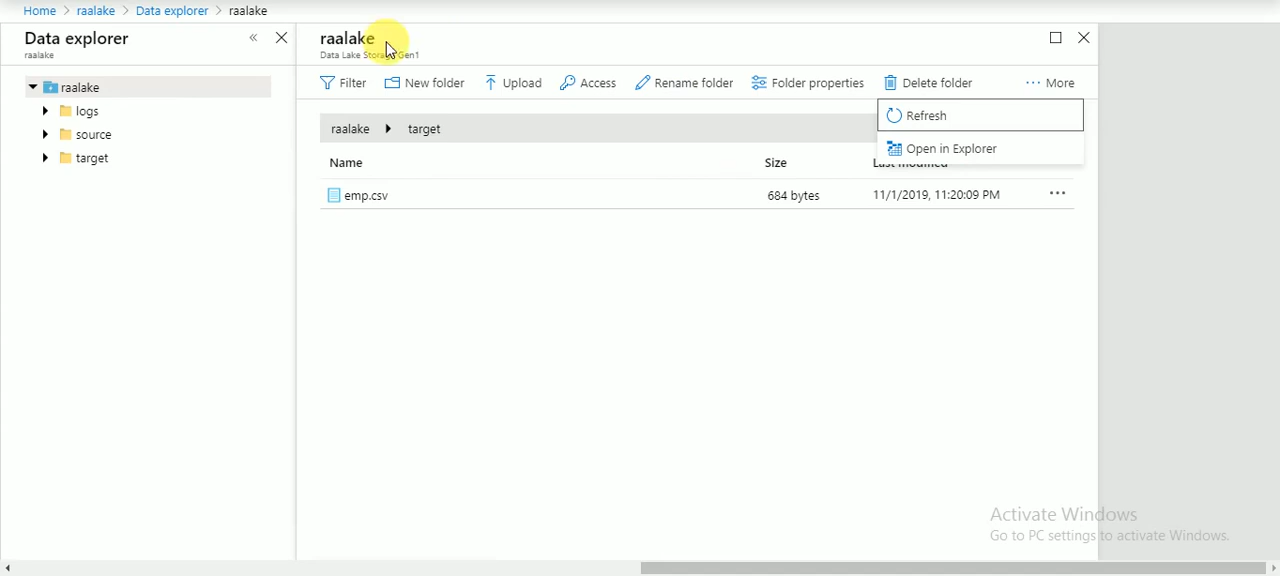 Home > raalake > Data explorer > raalake
Data explorer
raalake
raalake
logs
source
target
raalake
Data Lake Storage Gen1
Filter New folder Upload Access Rename folder Folder properties Delete folder ··· More
Refresh
Open in Explorer
raalake target
Name Size Last modified
emp.csv 684 bytes 11/1/2019, 11:20:09 PM ···
Activate Windows
Go to PC settings to activate Windows.